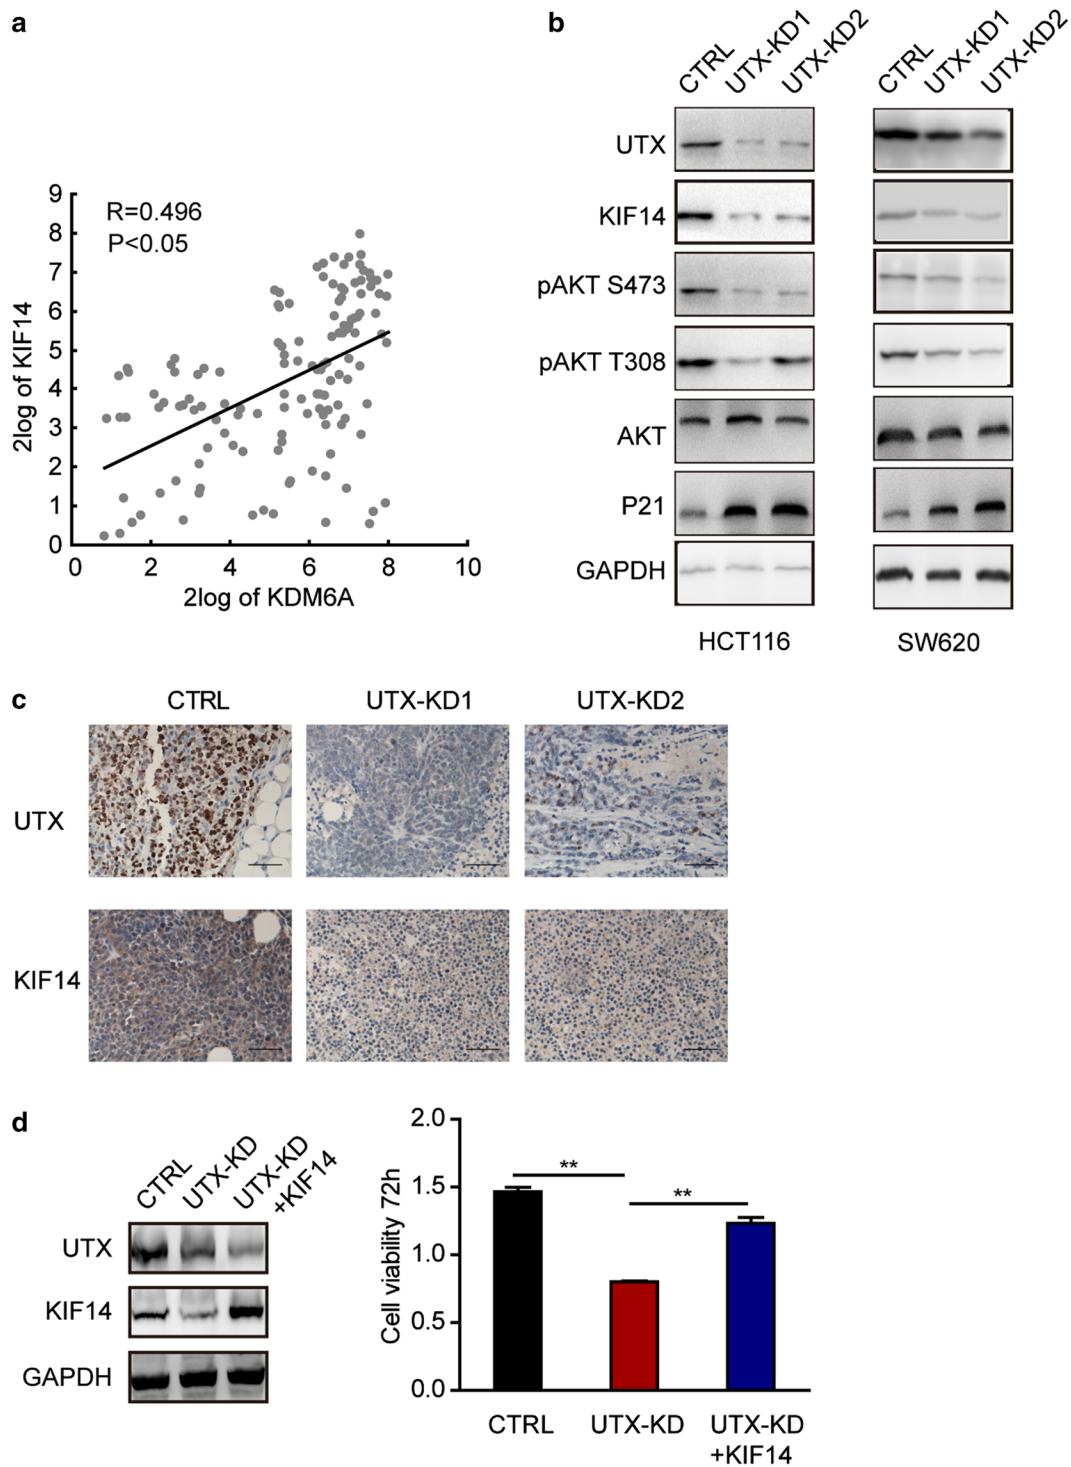 a
R=0.496
P<0.05
9
8
7
6
5
4
3
2
1
0
2log of KIF14
0 2 4 6 8 10
2log of KDM6A
b
CTRL UTX-KD1 UTX-KD2
CTRL UTX-KD1 UTX-KD2
UTX
KIF14
pAKT S473
pAKT T308
AKT
P21
GAPDH
HCT116 SW620
c
CTRL UTX-KD1 UTX-KD2
UTX
KIF14
d
CTRL UTX-KD UTX-KD
+KIF14
UTX
KIF14
GAPDH
2.0
1.5
1.0
0.5
0.0
Cell viability 72h
**
**
CTRL UTX-KD UTX-KD
+KIF14